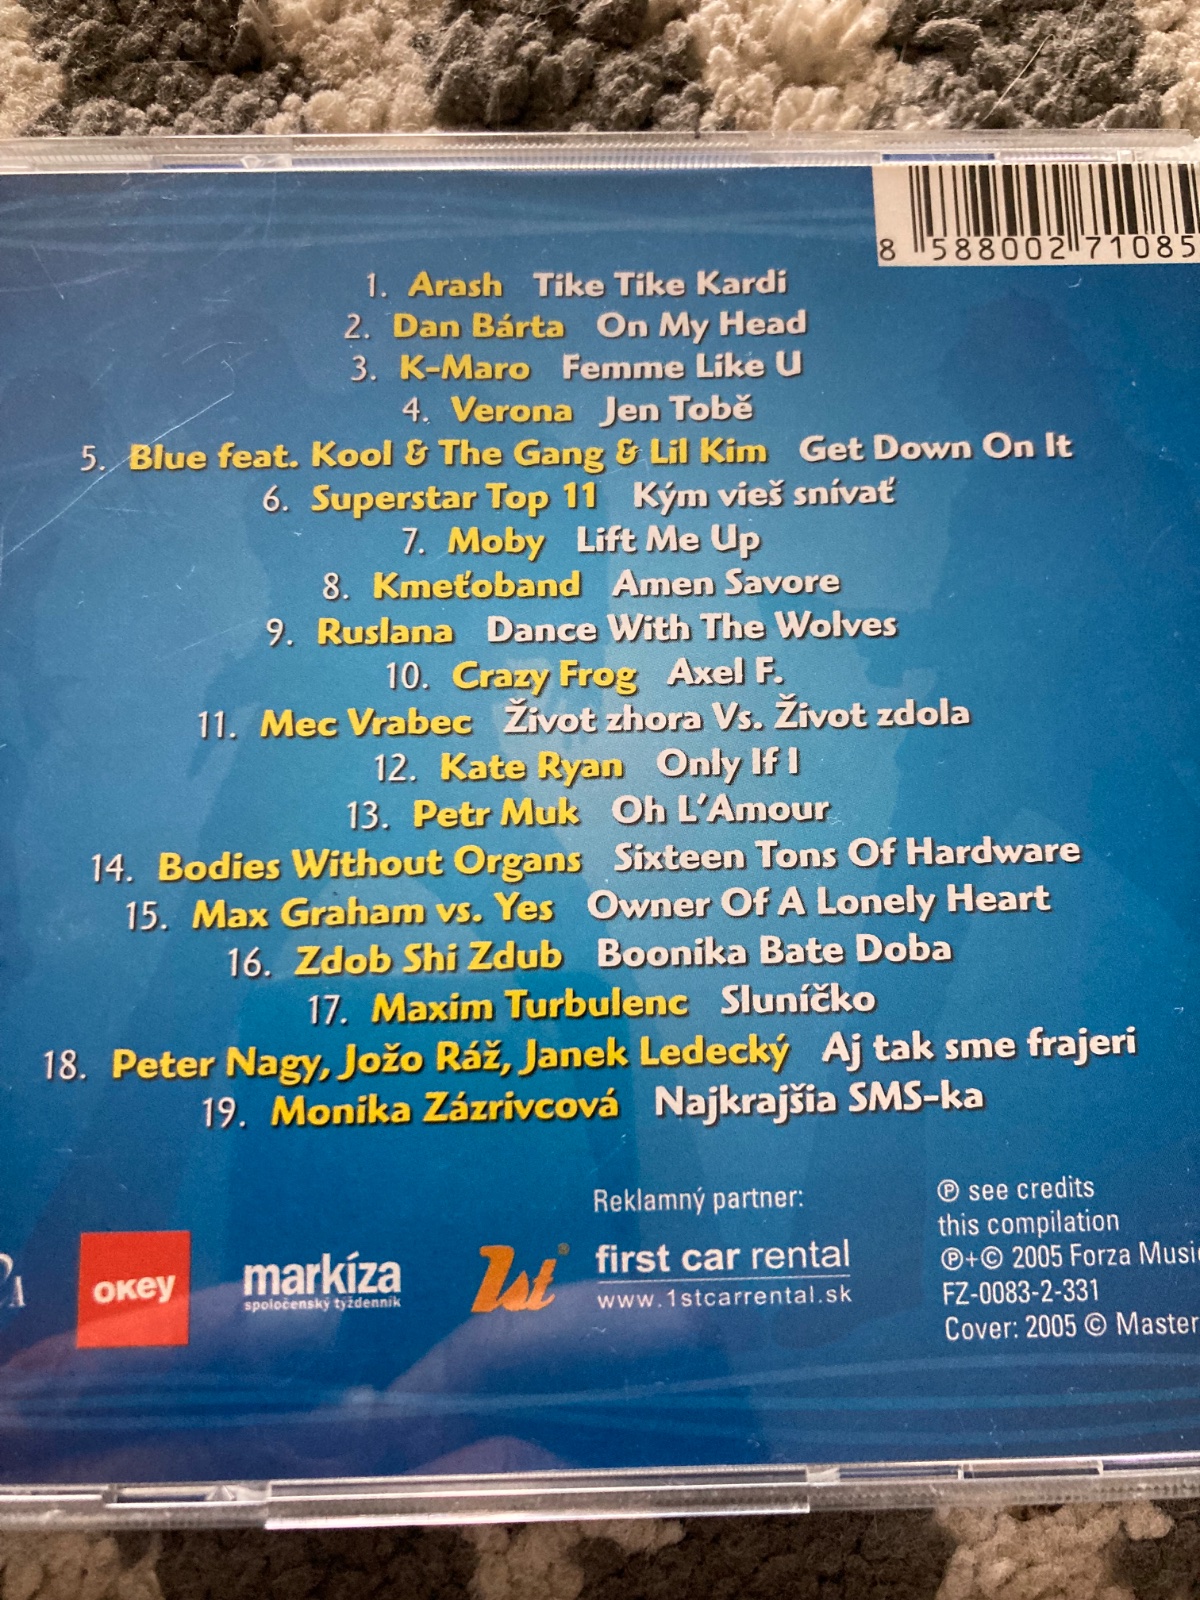 8 588002 71085
1. Arash Tike Tike Kardi
2. Dan Bárta On My Head
3. K-Maro Femme Like U
4. Verona Jen Tobě
5. Blue feat. Kool & The Gang & Lil Kim Get Down On It
6. Superstar Top 11 Kým vieš snívať
7. Moby Lift Me Up
8. Kmeťoband Amen Savore
9. Ruslana Dance With The Wolves
10. Crazy Frog Axel F.
11. Mec Vrabec Život zhora Vs. Život zdola
12. Kate Ryan Only If I
13. Petr Muk Oh L'Amour
14. Bodies Without Organs Sixteen Tons Of Hardware
15. Max Graham vs. Yes Owner Of A Lonely Heart
16. Zdob Shi Zdub Boonika Bate Doba
17. Maxim Turbulenc Sluníčko
18. Peter Nagy, Jožo Ráž, Janek Ledecký Aj tak sme frajeri
19. Monika Zázrivcová Najkrajšia SMS-ka
OKEY
markíza
spoločenský týždenník
Reklamný partner:
1st®
first car rental
www.1stcarrental.sk
℗ see credits
this compilation
℗+© 2005 Forza Music
FZ-0083-2-331
Cover: 2005 © Master